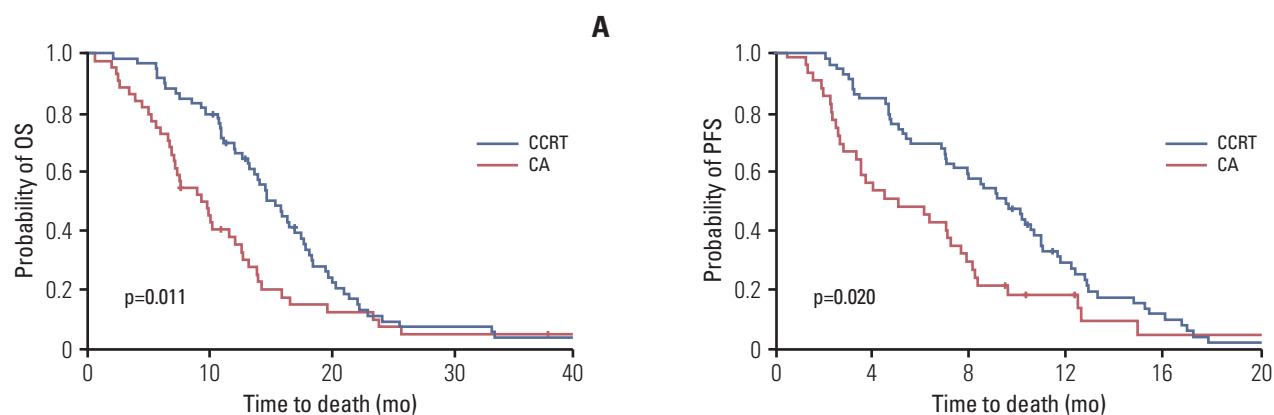 A
Probability of OS
1.0
0.8
0.6
0.4
0.2
0
CCRT
CA
p=0.011
0 10 20 30 40
Time to death (mo)
Probability of PFS
1.0
0.8
0.6
0.4
0.2
0
CCRT
CA
p=0.020
0 4 8 12 16 20
Time to death (mo)